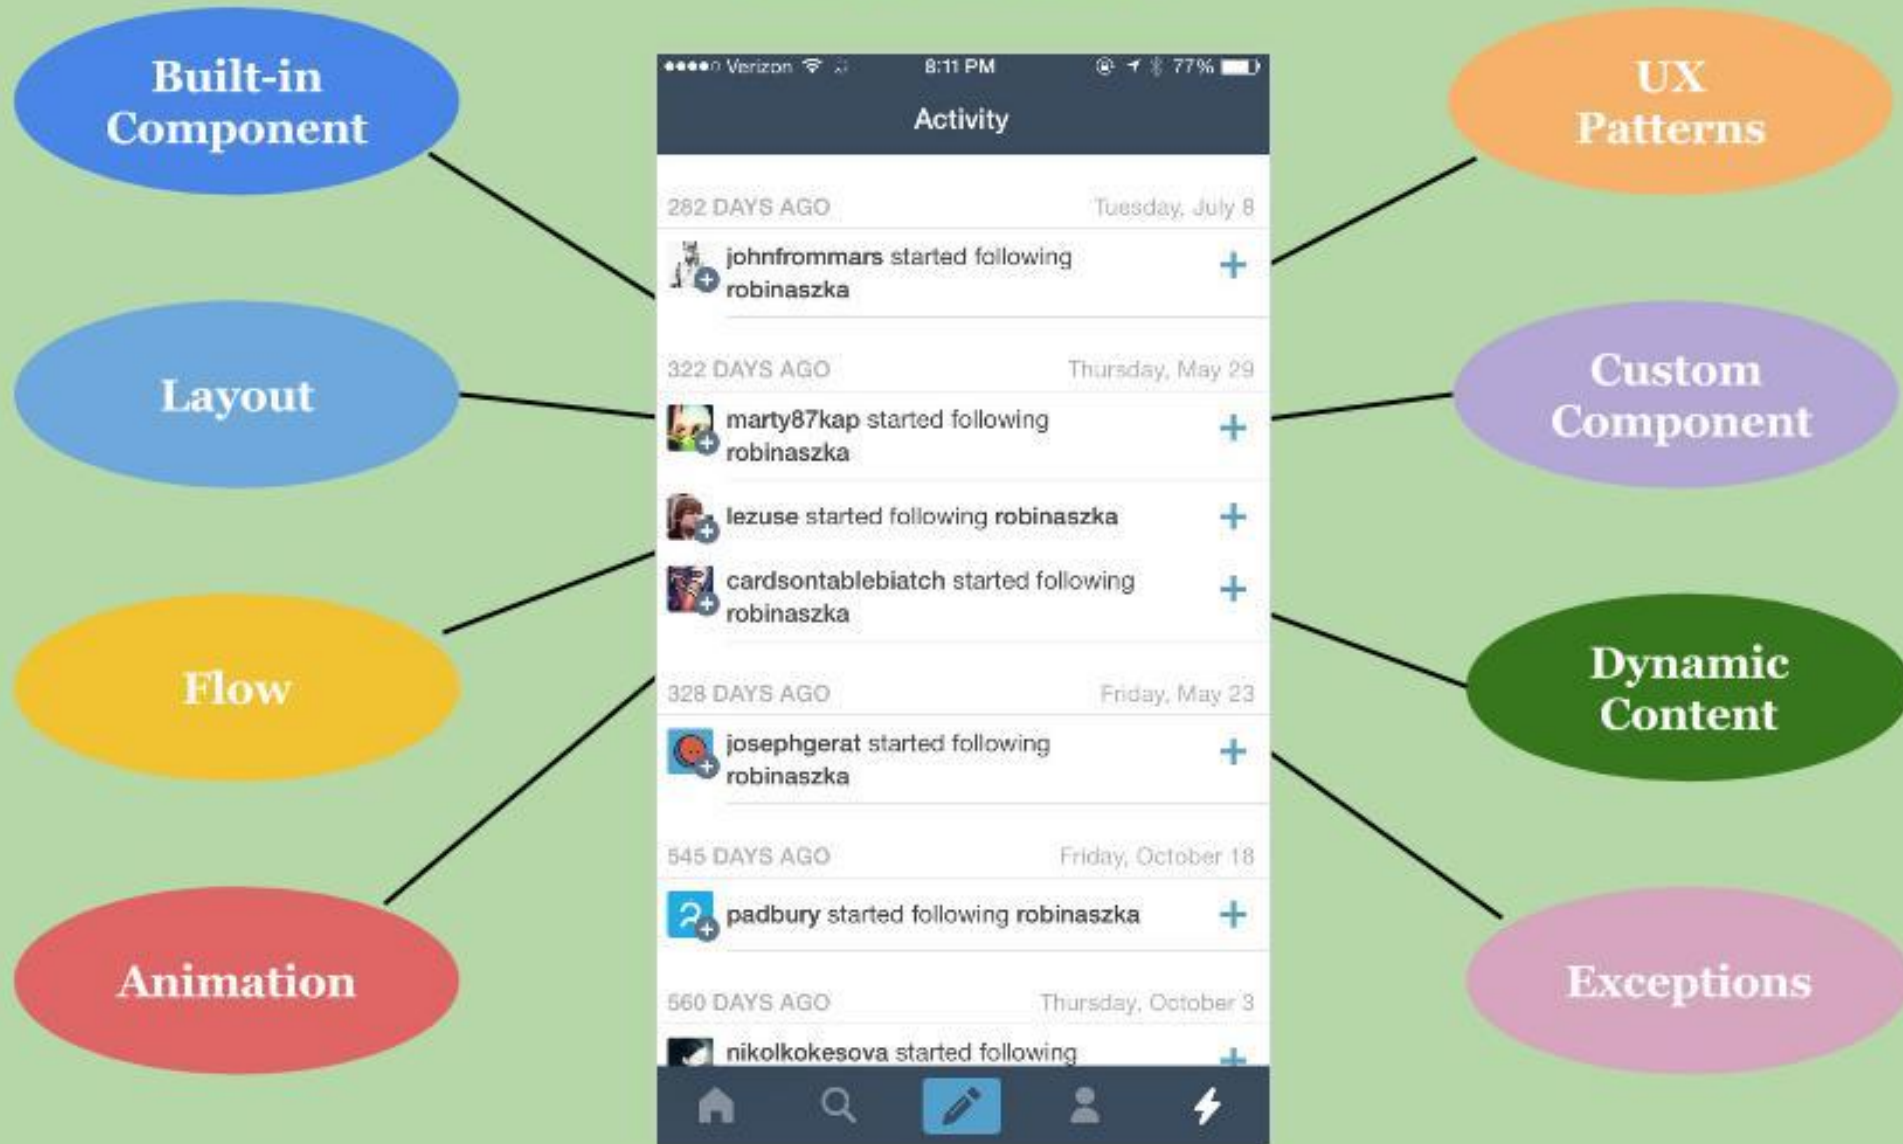 Built-in
Component
Layout
Flow
Animation
Verizon 8:11 PM 77%
Activity
282 DAYS AGO Tuesday, July 8
johnfrommars started following
robinaszka
322 DAYS AGO Thursday, May 29
marty87kap started following
robinaszka
lezuse started following robinaszka
cardsontablebiatch started following
robinaszka
328 DAYS AGO Friday, May 23
josephgerat started following
robinaszka
545 DAYS AGO Friday, October 18
padbury started following robinaszka
560 DAYS AGO Thursday, October 3
nikolkokesova started following
UX
Patterns
Custom
Component
Dynamic
Content
Exceptions